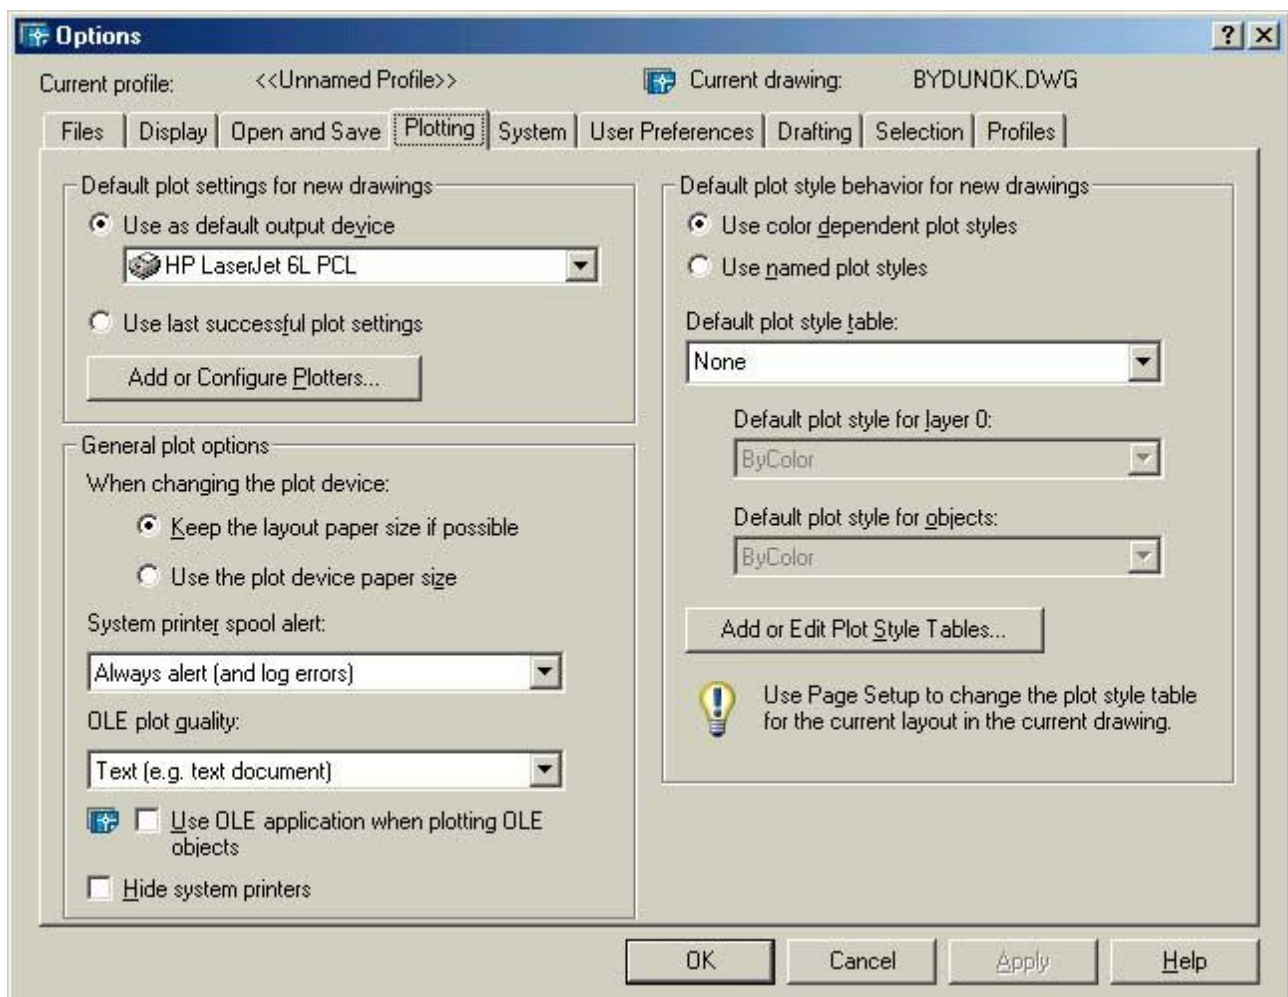 Options
Current profile: <<Unnamed Profile>> Current drawing: BYDUNOK.DWG
Files Display Open and Save Plotting System User Preferences Drafting Selection Profiles
Default plot settings for new drawings
Use as default output device
HP LaserJet 6L PCL
Use last successful plot settings
Add or Configure Plotters...
General plot options
When changing the plot device:
Keep the layout paper size if possible
Use the plot device paper size
System printer spool alert:
Always alert (and log errors)
OLE plot quality:
Text (e.g. text document)
Use OLE application when plotting OLE
objects
Hide system printers
Default plot style behavior for new drawings
Use color dependent plot styles
Use named plot styles
Default plot style table:
None
Default plot style for layer 0:
ByColor
Default plot style for objects:
ByColor
Add or Edit Plot Style Tables...
Use Page Setup to change the plot style table
for the current layout in the current drawing.
OK Cancel Apply Help